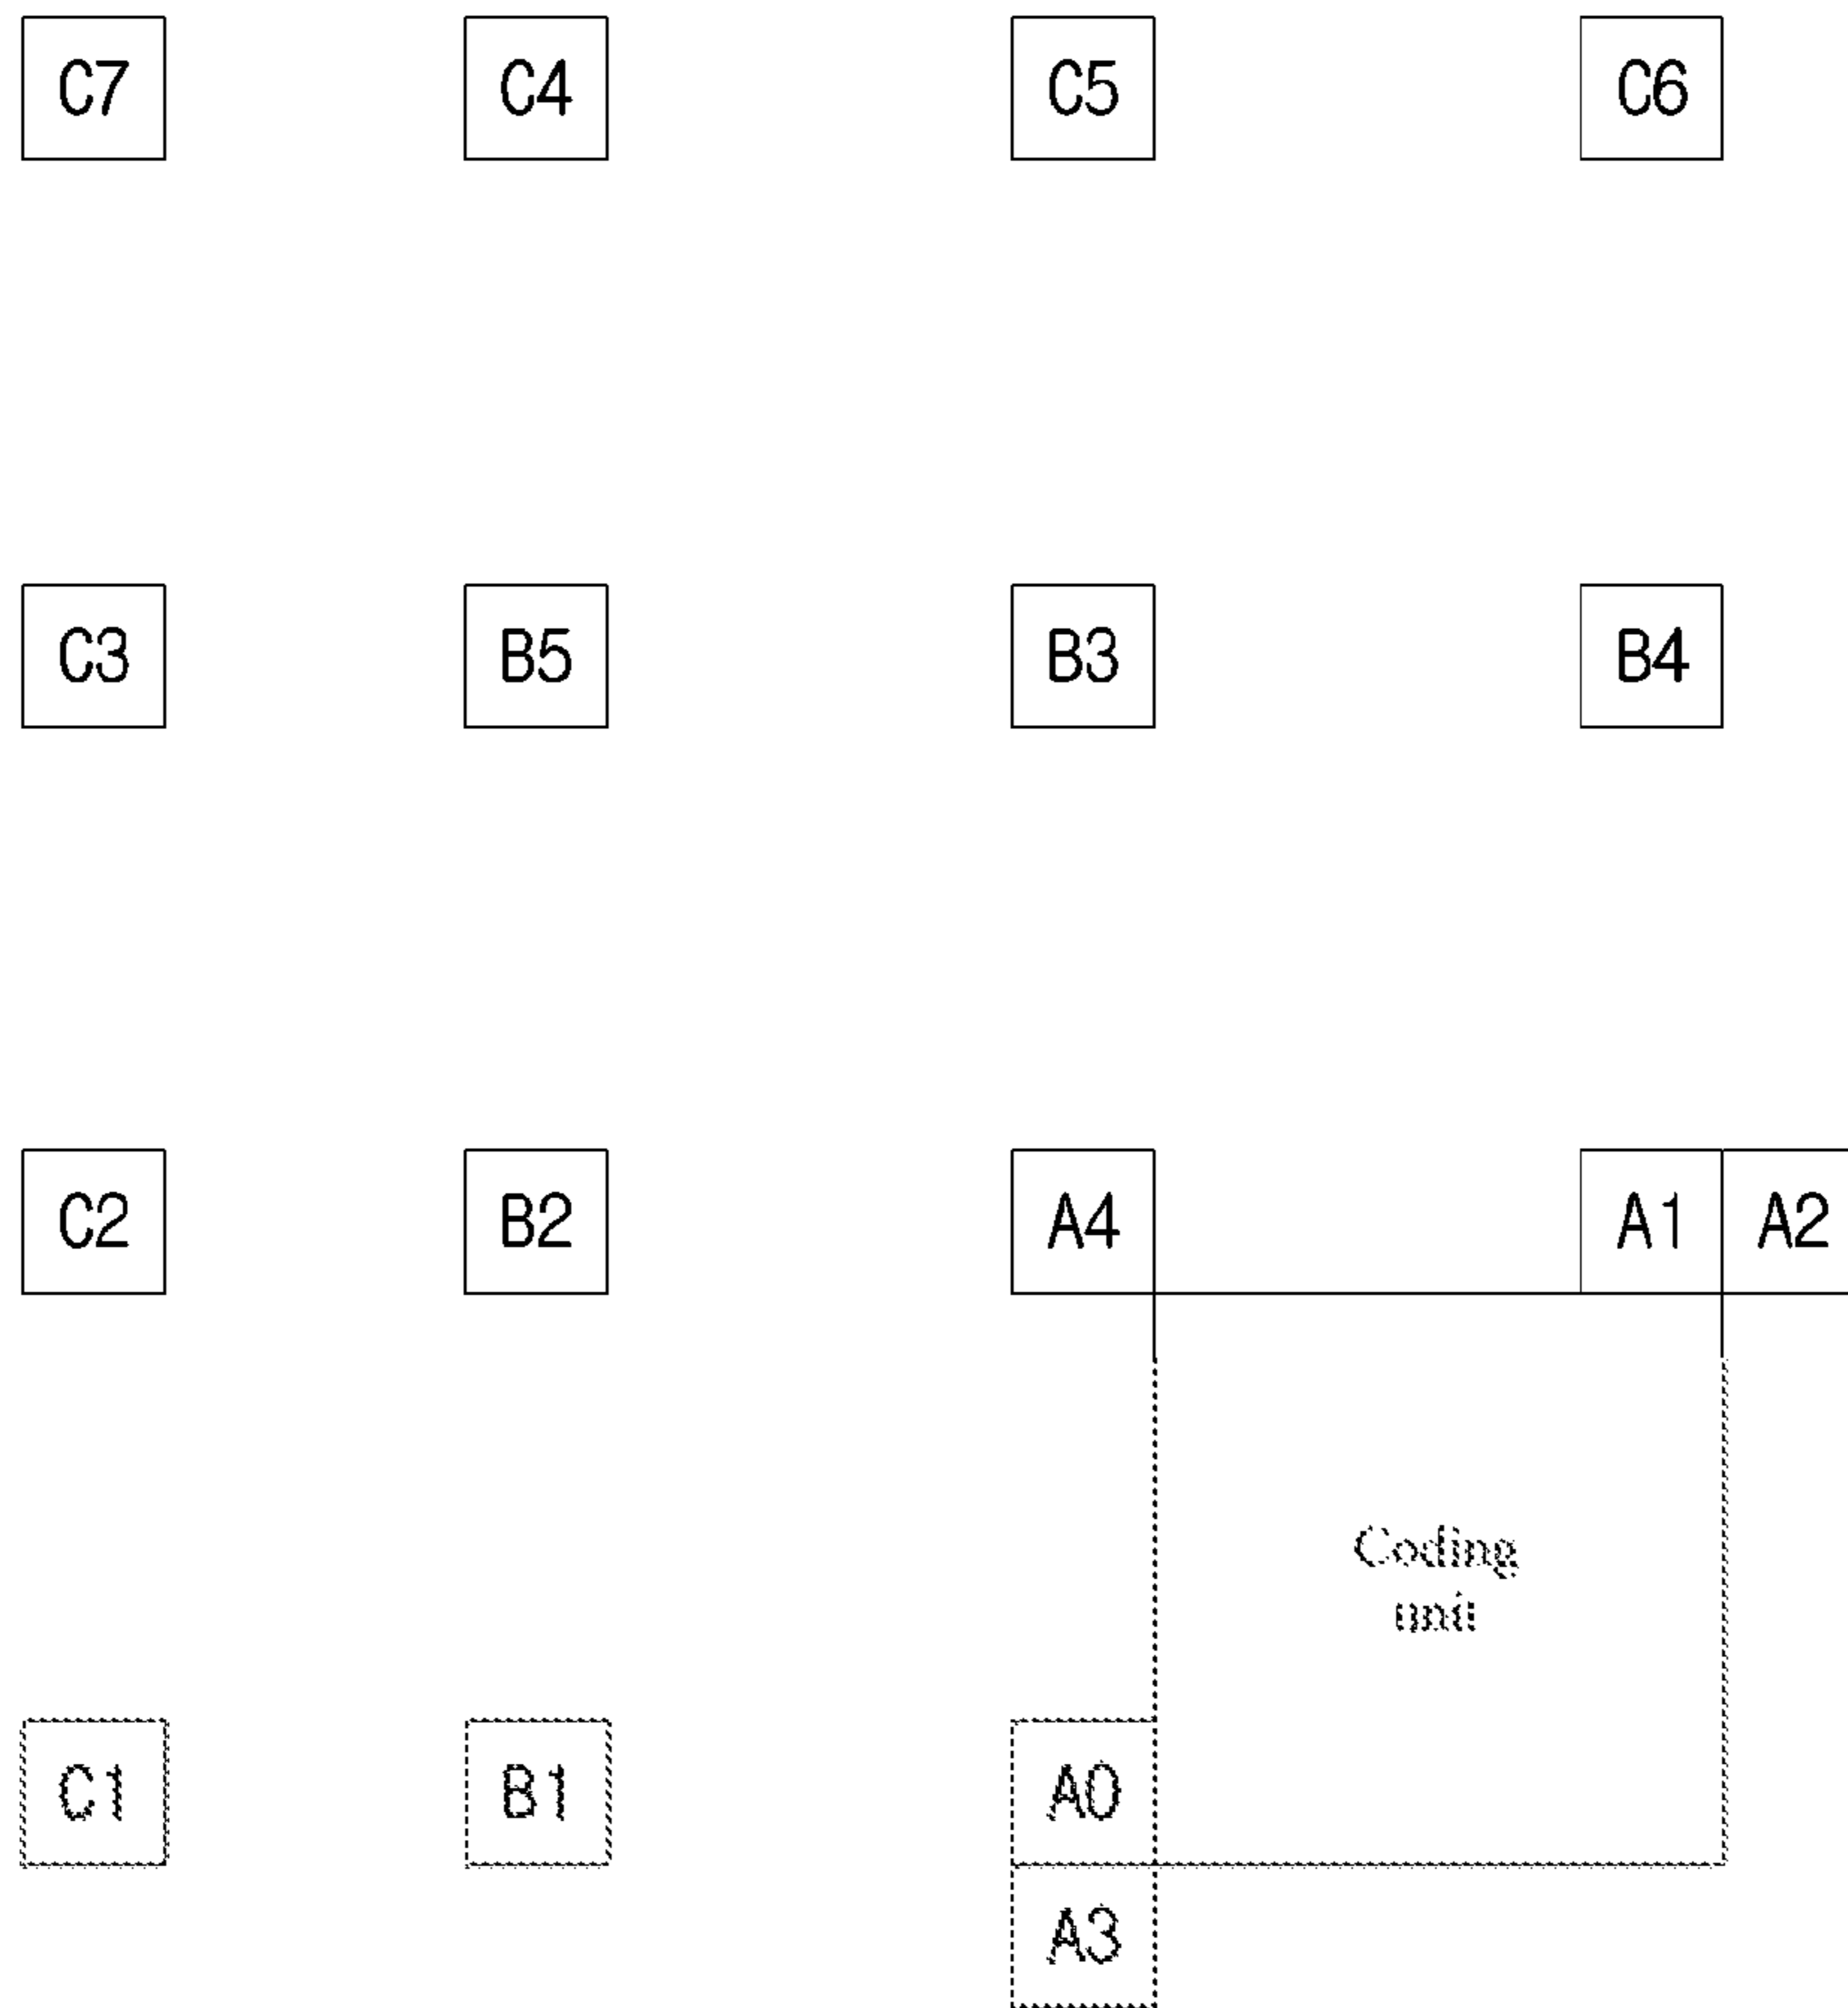 C7 C4 C5 C6
C3 B5 B3 B4
C2 B2 A4 A1 A2
Coding
unit
C1 B1 A0
A3